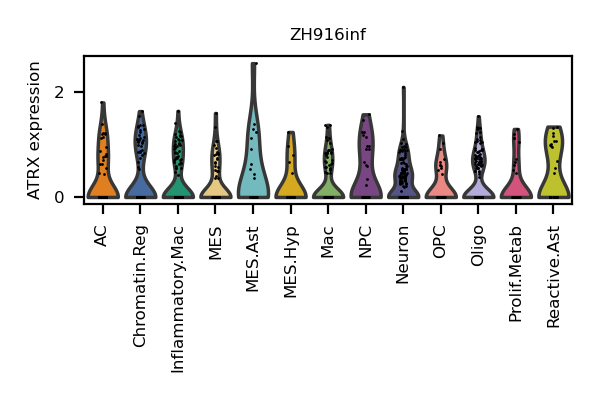 ZH916inf
ATRX expression
2
0
AC
Chromatin.Reg
Inflammatory.Mac
MES
MES.Ast
MES.Hyp
Mac
NPC
Neuron
OPC
Oligo
Prolif.Metab
Reactive.Ast